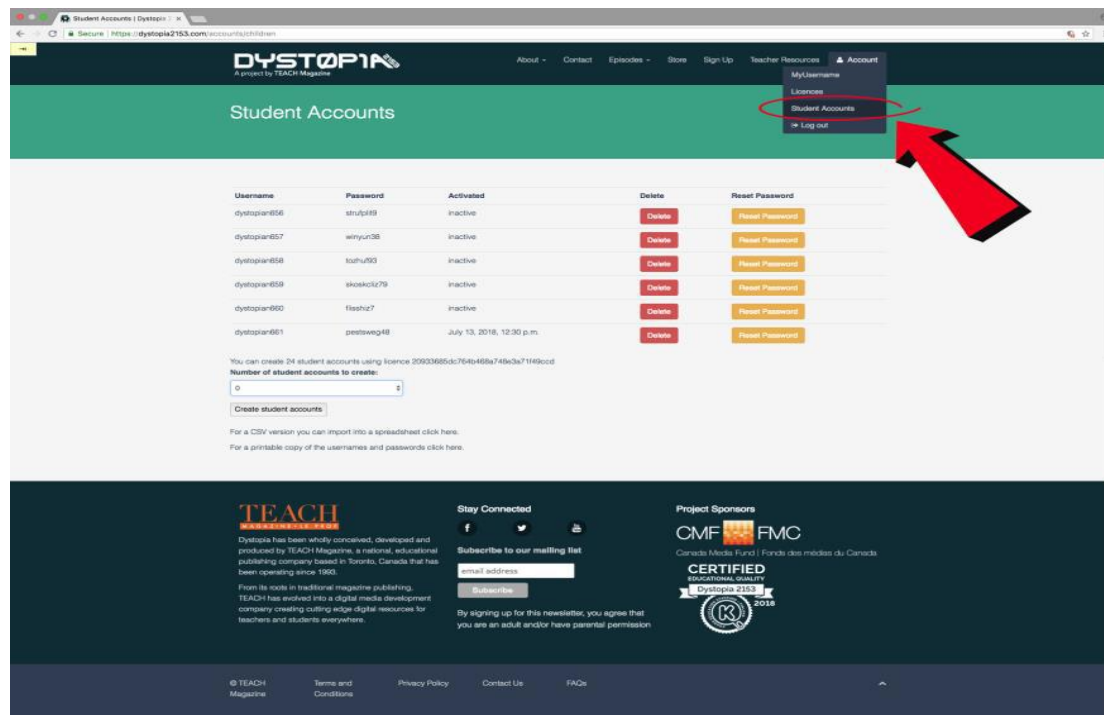 Student Accounts | Dystopia 2
Secure | https://dystopia2153.com/accounts/children
DYSTOPIA
A project by TEACH Magazine
About Contact Episodes Store Sign Up Teacher Resources Account
MyUsername
Licences
Student Accounts
Log out
Student Accounts
Username Password Activated Delete Reset Password
dystopian656 strufplit9 inactive Delete Reset Password
dystopian657 winyun38 inactive Delete Reset Password
dystopian658 tozhuf93 inactive Delete Reset Password
dystopian659 skoskoliz79 inactive Delete Reset Password
dystopian660 flisshiz7 inactive Delete Reset Password
dystopian661 pestsweg48 July 13, 2018, 12:30 p.m. Delete Reset Password
You can create 24 student accounts using licence
Number of student accounts to create:
0
Create student accounts
For a CSV version you can import into a spreadsheet click here.
For a printable copy of the usernames and passwords click here.
TEACH
MAGAZINE • LE PROF
Dystopia has been wholly conceived, developed and
produced by TEACH Magazine, a national, educational
publishing company based in Toronto, Canada that has
been operating since 1993.
From its roots in traditional magazine publishing,
TEACH has evolved into a digital media development
company creating cutting edge digital resources for
teachers and students everywhere.
Stay Connected
Subscribe to our mailing list
email address
Subscribe
By signing up for this newsletter, you agree that
you are an adult and/or have parental permission
Project Sponsors
CMF FMC
Canada Media Fund | Fonds des médias du Canada
CERTIFIED
EDUCATIONAL QUALITY
Dystopia 2153
2018
K
© TEACH
Magazine
Terms and
Conditions
Privacy Policy
Contact Us
FAQs